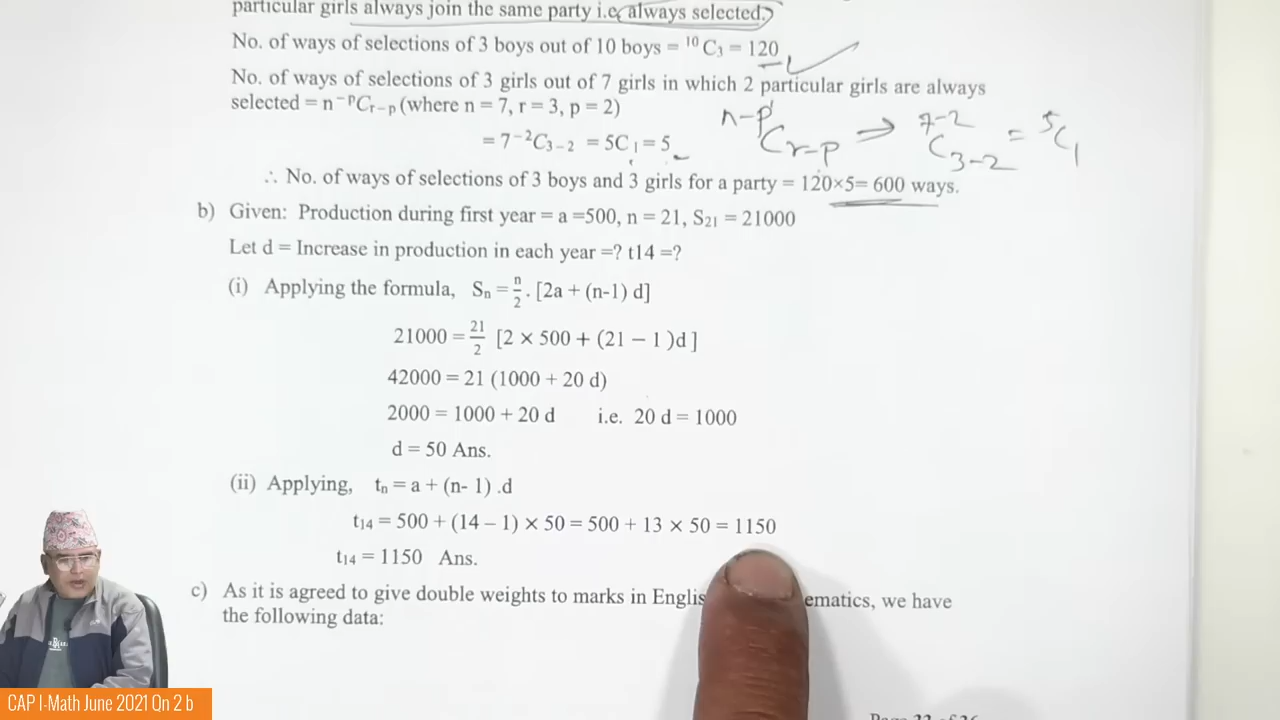 particular girls always join the same party i.e, always selected.
No. of ways of selections of 3 boys out of 10 boys = ¹⁰C₃ = 120
No. of ways of selections of 3 girls out of 7 girls in which 2 particular girls are always
selected = n⁻ᵖCᵣ₋ₚ (where n = 7, r = 3, p = 2)
n-pCr-p ⇒ 7-2C3-2 = ⁵C₁
= 7⁻²C₃₋₂ = 5C₁ = 5
∴ No. of ways of selections of 3 boys and 3 girls for a party = 120×5= 600 ways.
b) Given: Production during first year = a =500, n = 21, S₂₁ = 21000
Let d = Increase in production in each year =? t14 =?
(i) Applying the formula, Sₙ = n/2 . [2a + (n-1) d]
21000 = 21/2 [2 × 500 + (21 − 1 )d ]
42000 = 21 (1000 + 20 d)
2000 = 1000 + 20 d i.e. 20 d = 1000
d = 50 Ans.
(ii) Applying, tₙ = a + (n- 1) .d
t₁₄ = 500 + (14 – 1) × 50 = 500 + 13 × 50 = 1150
t₁₄ = 1150 Ans.
c) As it is agreed to give double weights to marks in Englis ematics, we have
the following data:
CAP I-Math June 2021 Qn 2 b